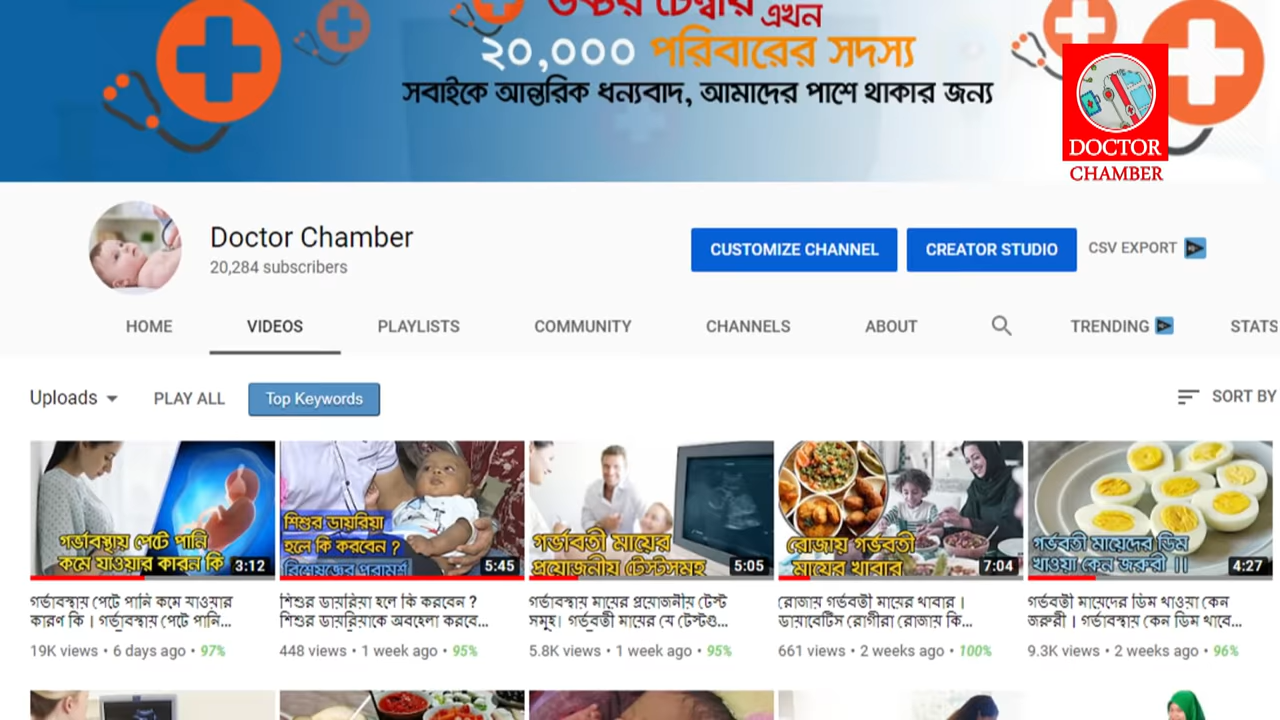 ডক্টর চেম্বার এখন
২০,০০০ পরিবারের সদস্য
সবাইকে আন্তরিক ধন্যবাদ, আমাদের পাশে থাকার জন্য
DOCTOR
CHAMBER
Doctor Chamber
20,284 subscribers
CUSTOMIZE CHANNEL
CREATOR STUDIO
CSV EXPORT
HOME VIDEOS PLAYLISTS COMMUNITY CHANNELS ABOUT TRENDING STATS
Uploads PLAY ALL Top Keywords SORT BY
গর্ভাবস্থায় পেটে পানি
কমে যাওয়ার কারন কি
3:12
শিশুর ডায়রিয়া
হলে কি করবেন ?
বিশেষজ্ঞের পরামর্শ
5:45
গর্ভাবতী মায়ের
প্রয়োজনীয় টেস্টসমূহ
5:05
রোজায় গর্ভবতী
মায়ের খাবার
7:04
গর্ভবতী মায়েদের ডিম
খাওয়া কেন জরুরী ।।
4:27
গর্ভাবস্থায় পেটে পানি কমে যাওয়ার
কারণ কি । গর্ভাবস্থায় পেটে পানি...
19K views • 6 days ago • 97%
শিশুর ডায়রিয়া হলে কি করবেন ?
শিশুর ডায়রিয়াকে অবহেলা করবে...
448 views • 1 week ago • 95%
গর্ভাবস্থায় মায়ের প্রয়োজনীয় টেস্ট
সমূহ। গর্ভবতী মায়ের যে টেস্টগু...
5.8K views • 1 week ago • 95%
রোজায় গর্ভবতী মায়ের খাবার ।
ডায়াবেটিস রোগীরা রোজায় কি...
661 views • 2 weeks ago • 100%
গর্ভবতী মায়েদের ডিম খাওয়া কেন
জরুরী । গর্ভাবস্থায় কেন ডিম খাবে...
9.3K views • 2 weeks ago • 96%